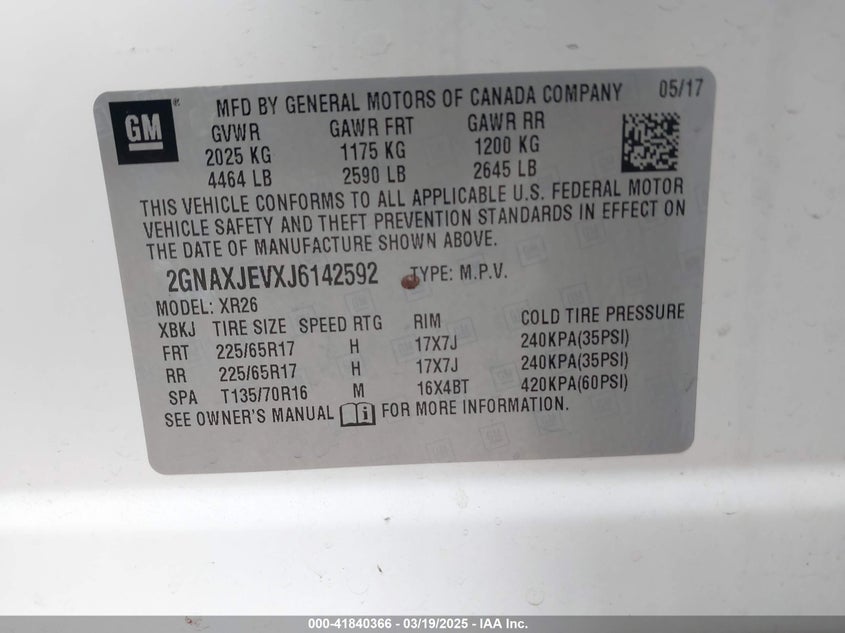 GM
MFD BY GENERAL MOTORS OF CANADA COMPANY 05/17
GVWR GAWR FRT GAWR RR
2025 KG 1175 KG 1200 KG
4464 LB 2590 LB 2645 LB
THIS VEHICLE CONFORMS TO ALL APPLICABLE U.S. FEDERAL MOTOR
VEHICLE SAFETY AND THEFT PREVENTION STANDARDS IN EFFECT ON
THE DATE OF MANUFACTURE SHOWN ABOVE.
2GNAXJEVXJ6142592 TYPE: M.P.V.
MODEL: XR26
XBKJ TIRE SIZE SPEED RTG RIM COLD TIRE PRESSURE
FRT 225/65R17 H 17X7J 240KPA(35PSI)
RR 225/65R17 H 17X7J 240KPA(35PSI)
SPA T135/70R16 M 16X4BT 420KPA(60PSI)
SEE OWNER'S MANUAL i FOR MORE INFORMATION.
000-41840366 - 03/19/2025 - IAA Inc.